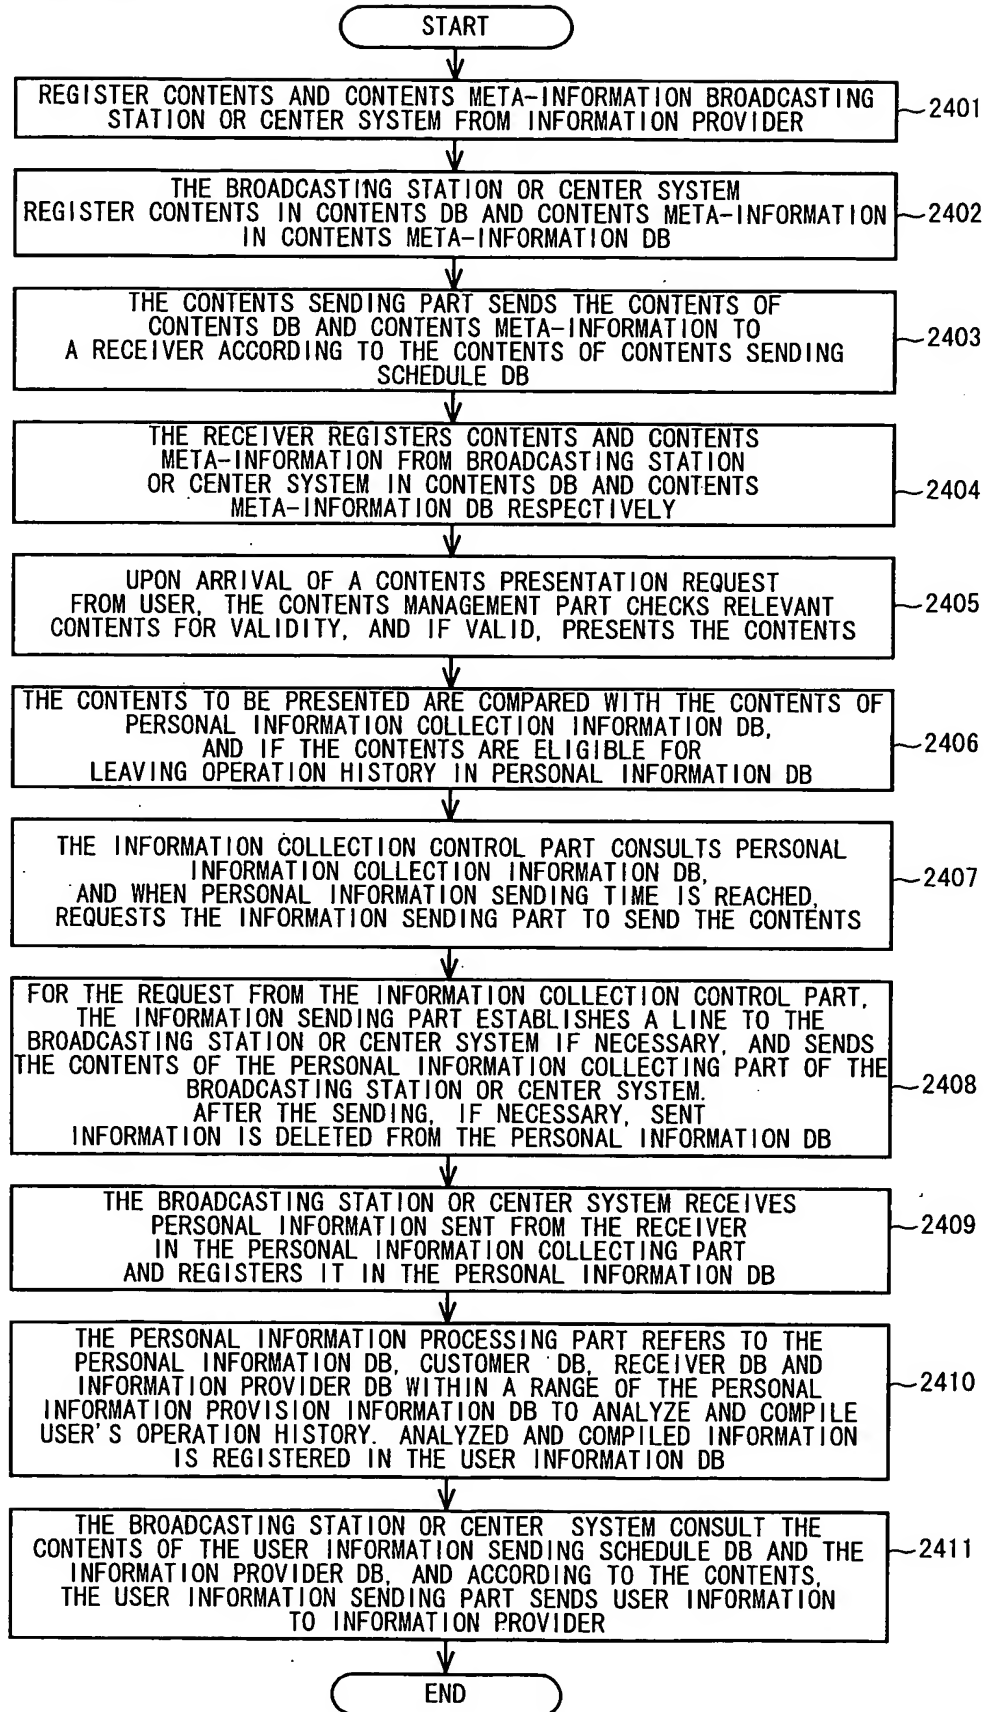 START
REGISTER CONTENTS AND CONTENTS META-INFORMATION BROADCASTING
STATION OR CENTER SYSTEM FROM INFORMATION PROVIDER
2401
THE BROADCASTING STATION OR CENTER SYSTEM
REGISTER CONTENTS IN CONTENTS DB AND CONTENTS META-INFORMATION
IN CONTENTS META-INFORMATION DB
2402
THE CONTENTS SENDING PART SENDS THE CONTENTS OF
CONTENTS DB AND CONTENTS META-INFORMATION TO
A RECEIVER ACCORDING TO THE CONTENTS OF CONTENTS SENDING
SCHEDULE DB
2403
THE RECEIVER REGISTERS CONTENTS AND CONTENTS
META-INFORMATION FROM BROADCASTING STATION
OR CENTER SYSTEM IN CONTENTS DB AND CONTENTS
META-INFORMATION DB RESPECTIVELY
2404
UPON ARRIVAL OF A CONTENTS PRESENTATION REQUEST
FROM USER, THE CONTENTS MANAGEMENT PART CHECKS RELEVANT
CONTENTS FOR VALIDITY, AND IF VALID, PRESENTS THE CONTENTS
2405
THE CONTENTS TO BE PRESENTED ARE COMPARED WITH THE CONTENTS OF
PERSONAL INFORMATION COLLECTION INFORMATION DB,
AND IF THE CONTENTS ARE ELIGIBLE FOR
LEAVING OPERATION HISTORY IN PERSONAL INFORMATION DB
2406
THE INFORMATION COLLECTION CONTROL PART CONSULTS PERSONAL
INFORMATION COLLECTION INFORMATION DB,
AND WHEN PERSONAL INFORMATION SENDING TIME IS REACHED,
REQUESTS THE INFORMATION SENDING PART TO SEND THE CONTENTS
2407
FOR THE REQUEST FROM THE INFORMATION COLLECTION CONTROL PART,
THE INFORMATION SENDING PART ESTABLISHES A LINE TO THE
BROADCASTING STATION OR CENTER SYSTEM IF NECESSARY, AND SENDS
THE CONTENTS OF THE PERSONAL INFORMATION COLLECTING PART OF THE
BROADCASTING STATION OR CENTER SYSTEM.
AFTER THE SENDING, IF NECESSARY, SENT
INFORMATION IS DELETED FROM THE PERSONAL INFORMATION DB
2408
THE BROADCASTING STATION OR CENTER SYSTEM RECEIVES
PERSONAL INFORMATION SENT FROM THE RECEIVER
IN THE PERSONAL INFORMATION COLLECTING PART
AND REGISTERS IT IN THE PERSONAL INFORMATION DB
2409
THE PERSONAL INFORMATION PROCESSING PART REFERS TO THE
PERSONAL INFORMATION DB, CUSTOMER DB, RECEIVER DB AND
INFORMATION PROVIDER DB WITHIN A RANGE OF THE PERSONAL
INFORMATION PROVISION INFORMATION DB TO ANALYZE AND COMPILE
USER'S OPERATION HISTORY. ANALYZED AND COMPILED INFORMATION
IS REGISTERED IN THE USER INFORMATION DB
2410
THE BROADCASTING STATION OR CENTER SYSTEM CONSULT THE
CONTENTS OF THE USER INFORMATION SENDING SCHEDULE DB AND THE
INFORMATION PROVIDER DB, AND ACCORDING TO THE CONTENTS,
THE USER INFORMATION SENDING PART SENDS USER INFORMATION
TO INFORMATION PROVIDER
2411
END